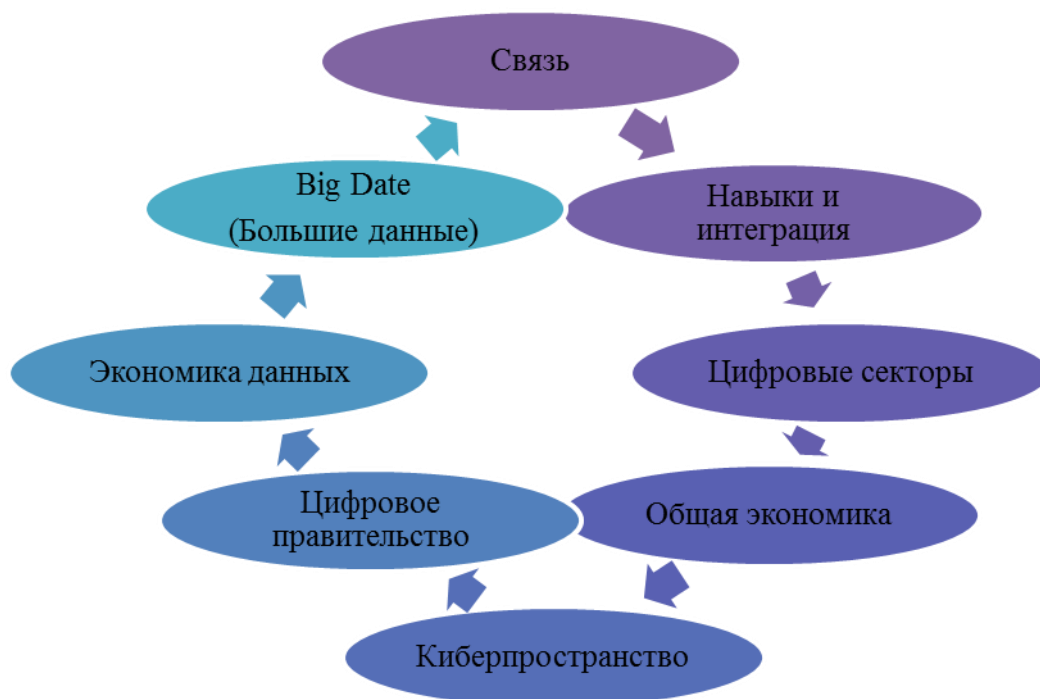 Связь
Навыки и
интеграция
Цифровые секторы
Общая экономика
Киберпространство
Цифровое
правительство
Экономика данных
Big Date
(Большие данные)